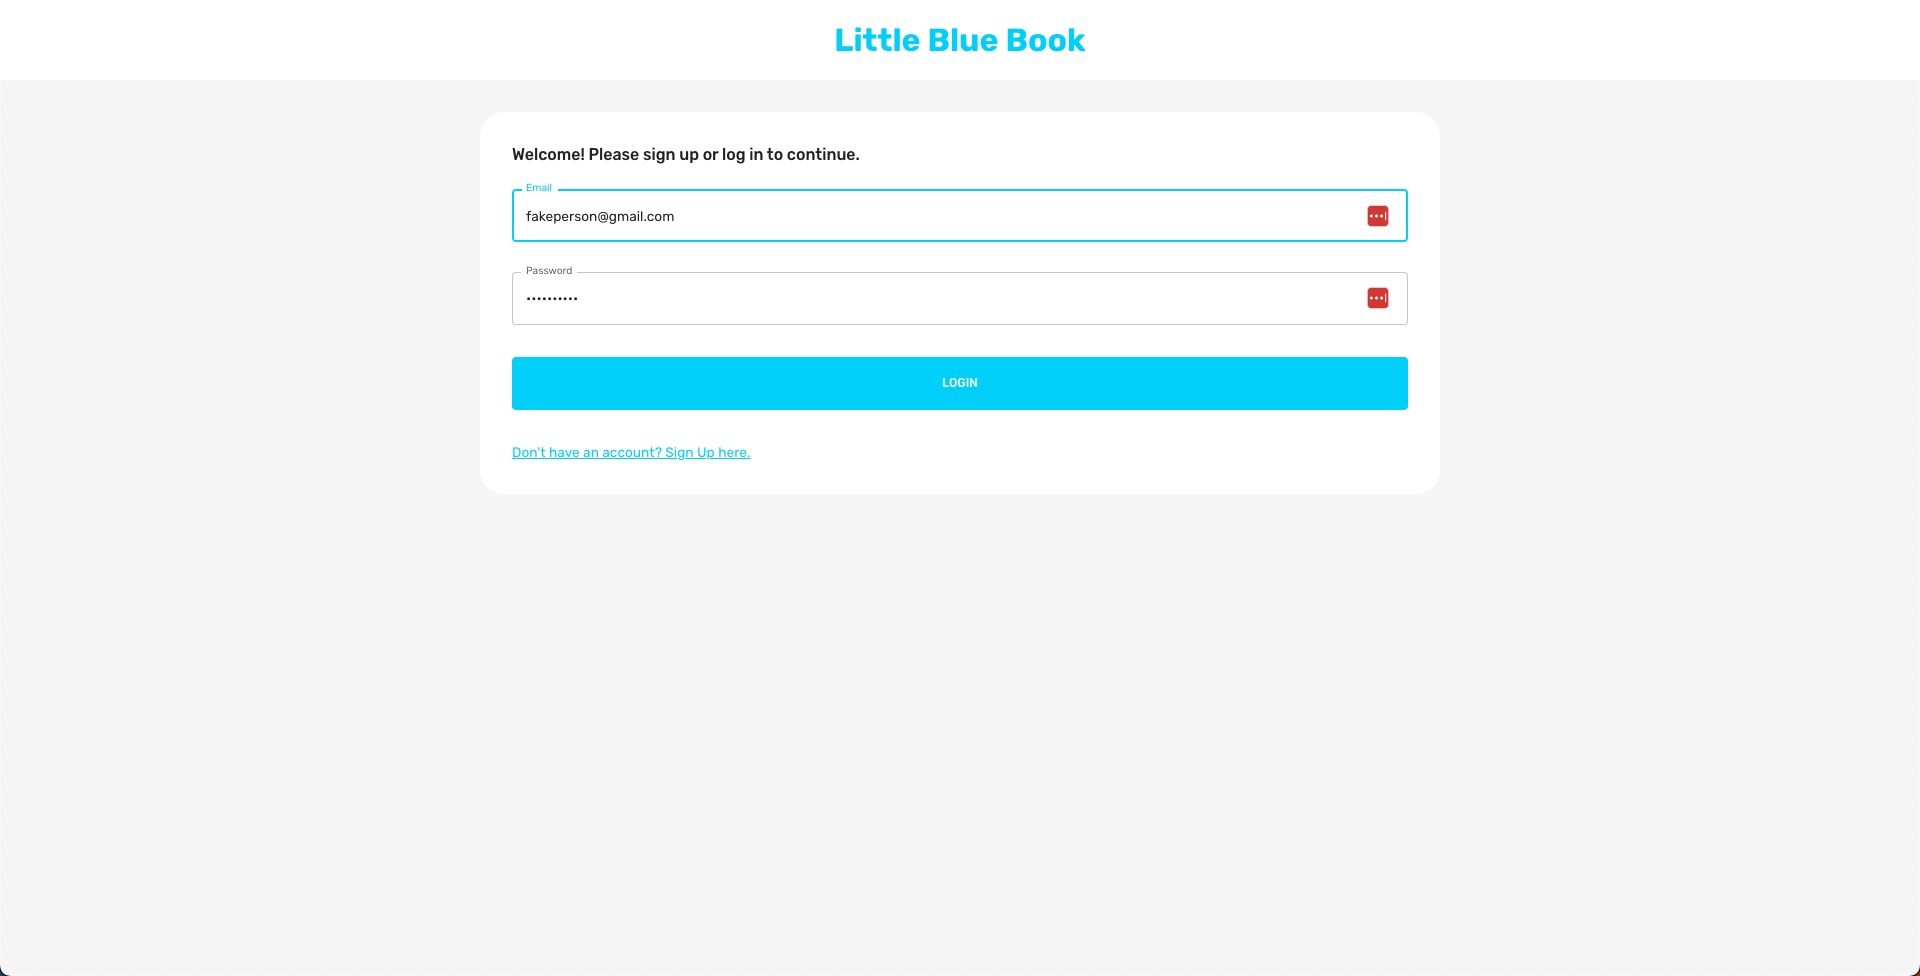 Little Blue Book
Welcome! Please sign up or log in to continue.
Email
fakeperson@gmail.com
Password
••••••••••
LOGIN
Don't have an account? Sign Up here.